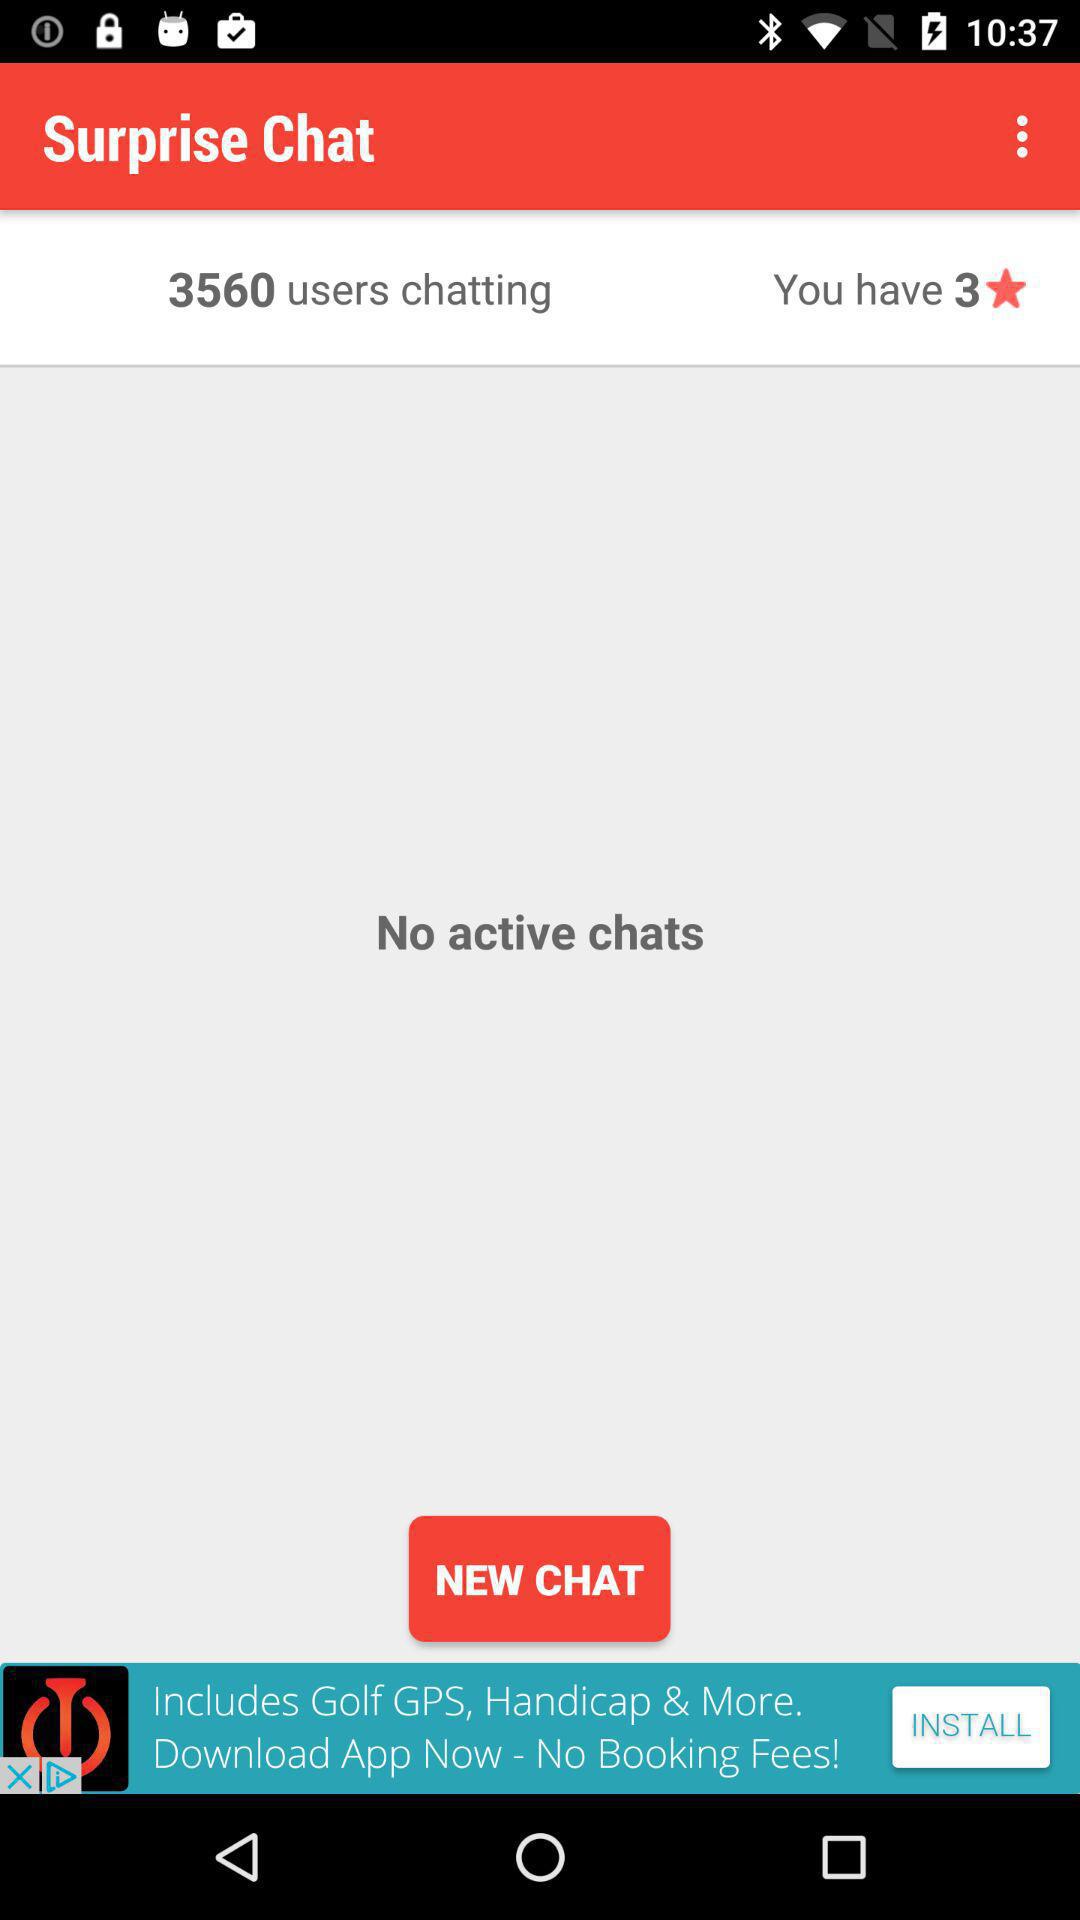 10:37
Surprise Chat
3560 users chatting You have 3
No active chats
NEW CHAT
Includes Golf GPS, Handicap & More.
Download App Now - No Booking Fees!
INSTALL